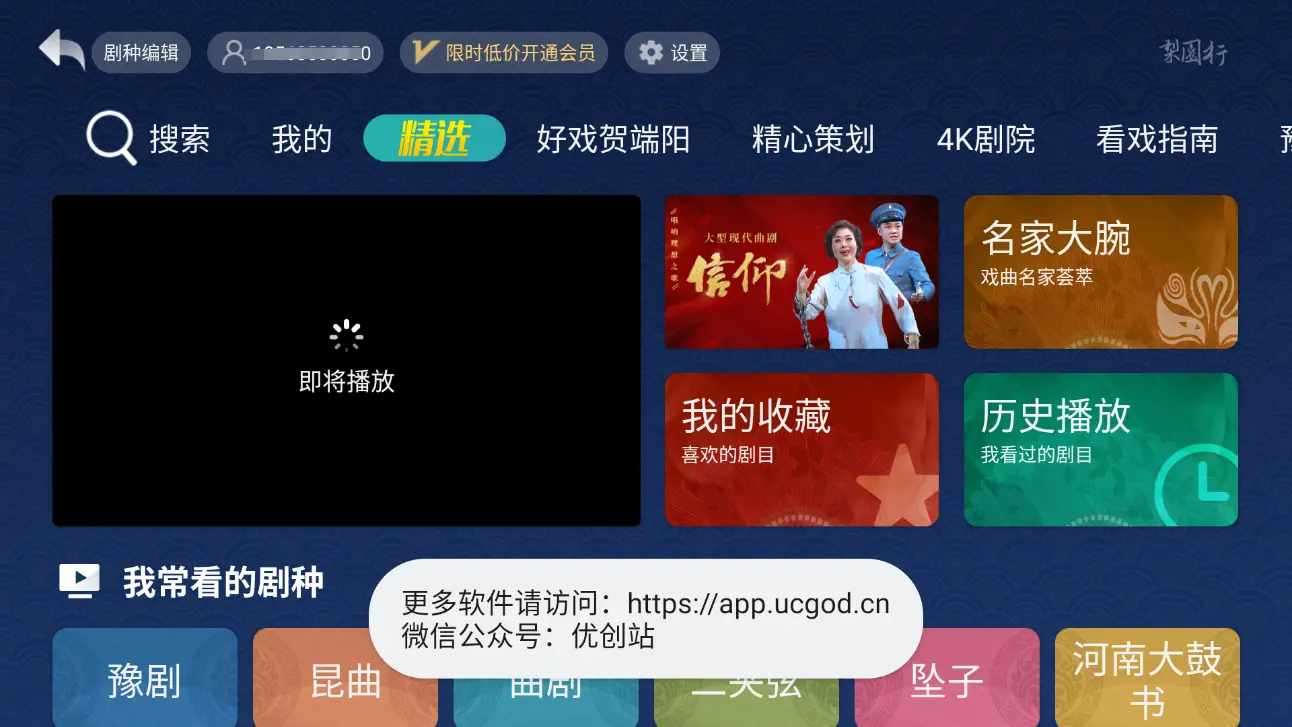 剧种编辑
限时低价开通会员
设置
梨園行
搜索
我的
精选
好戏贺端阳
精心策划
4K剧院
看戏指南
即将播放
唱响理想之歌
大型现代曲剧
信仰
名家大腕
戏曲名家荟萃
我的收藏
喜欢的剧目
历史播放
我看过的剧目
我常看的剧种
更多软件请访问：https://app.ucgod.cn
微信公众号：优创站
豫剧
昆曲
曲剧
二夹弦
坠子
河南大鼓
书